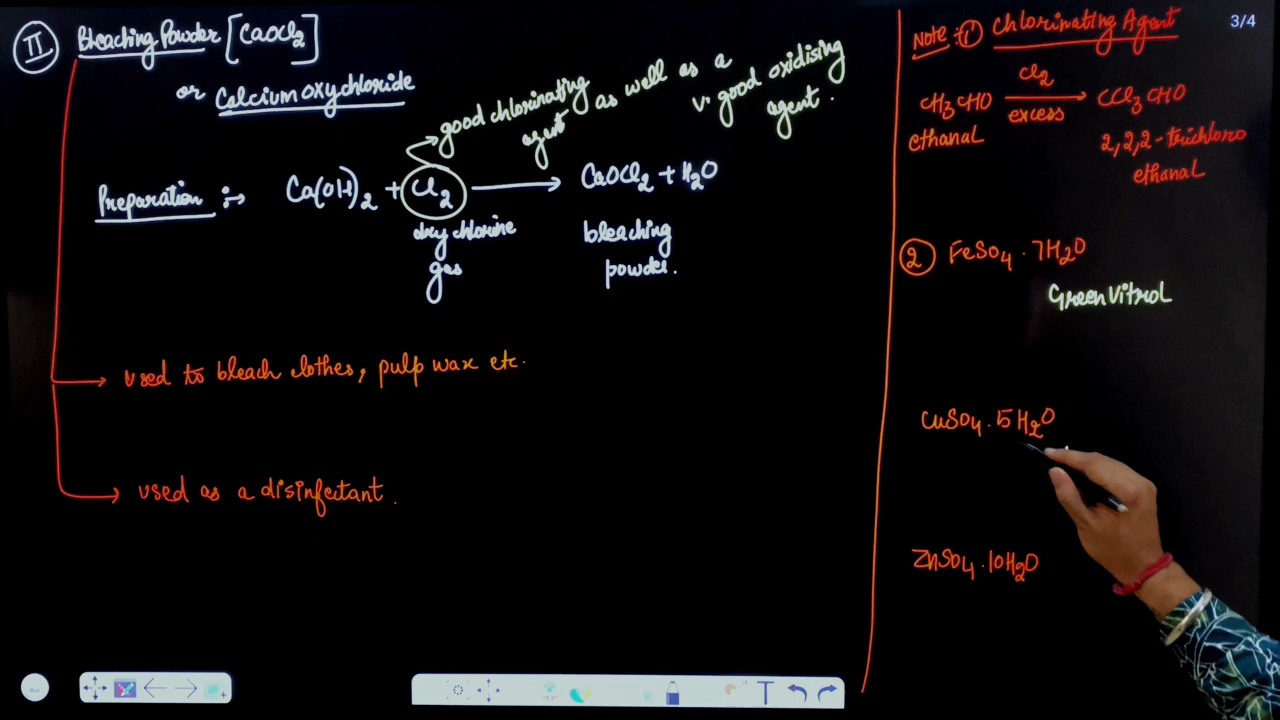 II Bleaching Powder [CaOCl2]
or Calcium oxychloride
good chlorinating as well as a
agent v. good oxidising
agent.
Preparation :→ Ca(OH)2 + Cl2 → CaOCl2 + H2O
dry chlorine bleaching
gas powder.
→ used to bleach clothes, pulp wax etc.
→ used as a disinfectant.
3/4
Note :- ① Chlorinating Agent
Cl2
CH3CHO → CCl3CHO
excess
ethanal 2,2,2-trichloro
ethanal
② FeSO4 . 7H2O
Green Vitrol
CuSO4 . 5H2O
ZnSO4 . 10H2O
T